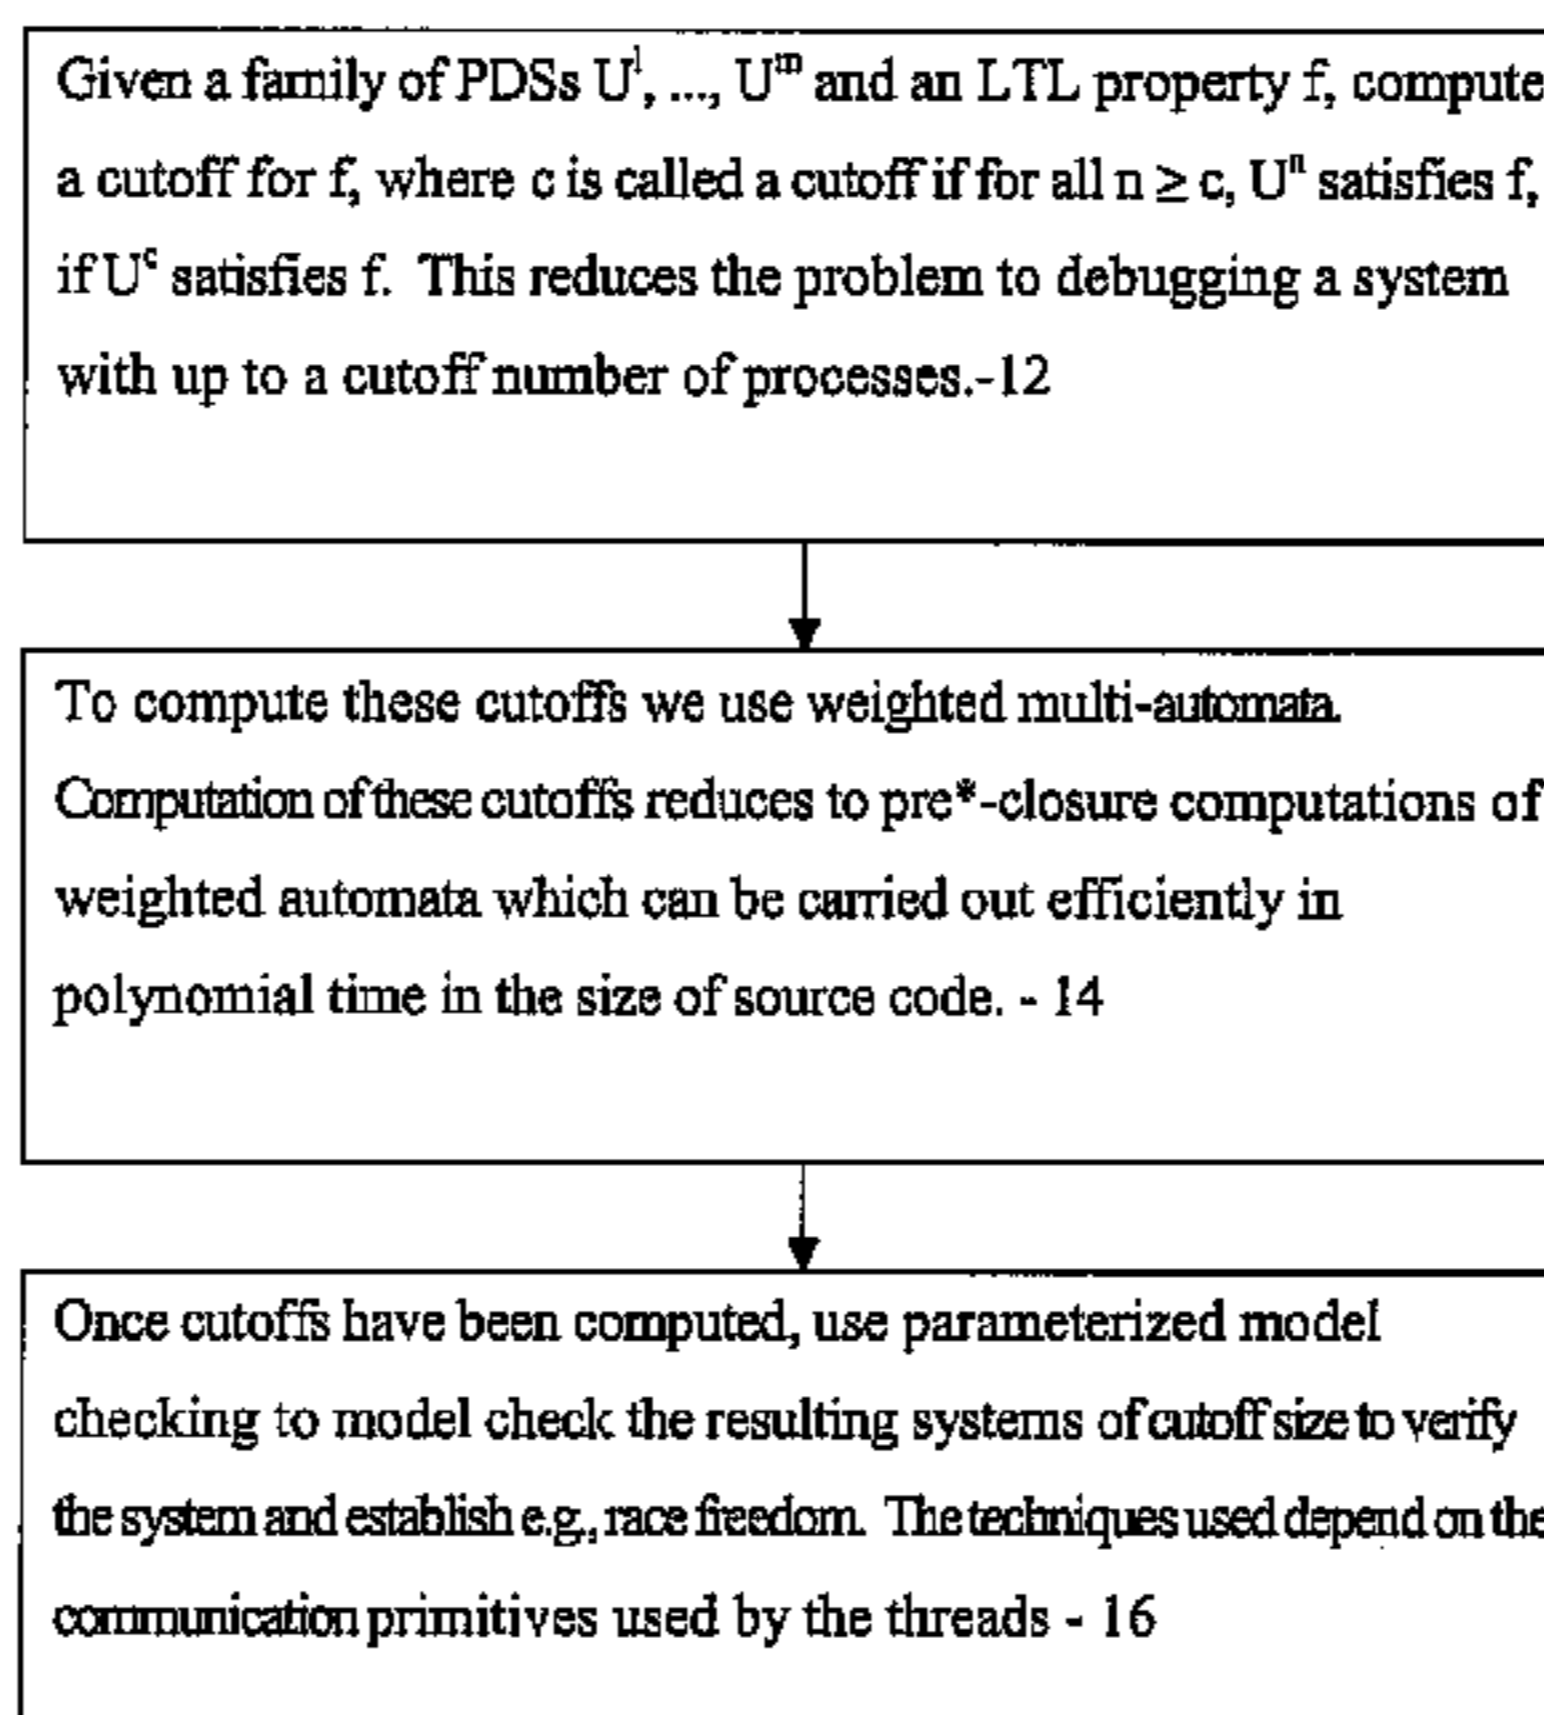 Given a family of PDSs U^l, ..., U^m and an LTL property f, compute
a cutoff for f, where c is called a cutoff if for all n ≥ c, U^n satisfies f,
if U^c satisfies f. This reduces the problem to debugging a system
with up to a cutoff number of processes.-12
To compute these cutoffs we use weighted multi-automata.
Computation of these cutoffs reduces to pre*-closure computations of
weighted automata which can be carried out efficiently in
polynomial time in the size of source code. - 14
Once cutoffs have been computed, use parameterized model
checking to model check the resulting systems of cutoff size to verify
the system and establish e.g., race freedom. The techniques used depend on the
communication primitives used by the threads - 16